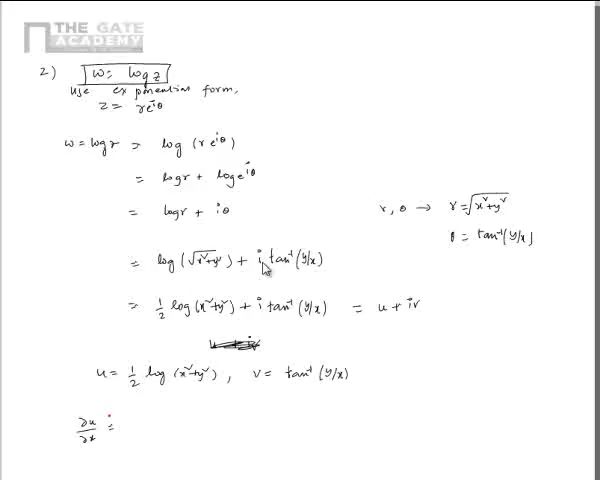 THE GATE
ACADEMY
2) w = log z
use exponential form,
z = re^iθ
w = log r = log (r e^iθ)
= log r + log e^iθ
= log r + iθ
r, θ → r = √x²+y²
θ = tan⁻¹(y/x)
= log (√x²+y²) + i tan⁻¹(y/x)
= 1/2 log (x²+y²) + i tan⁻¹(y/x) = u + iv
u = 1/2 log (x²+y²), v = tan⁻¹(y/x)
∂u/∂x =